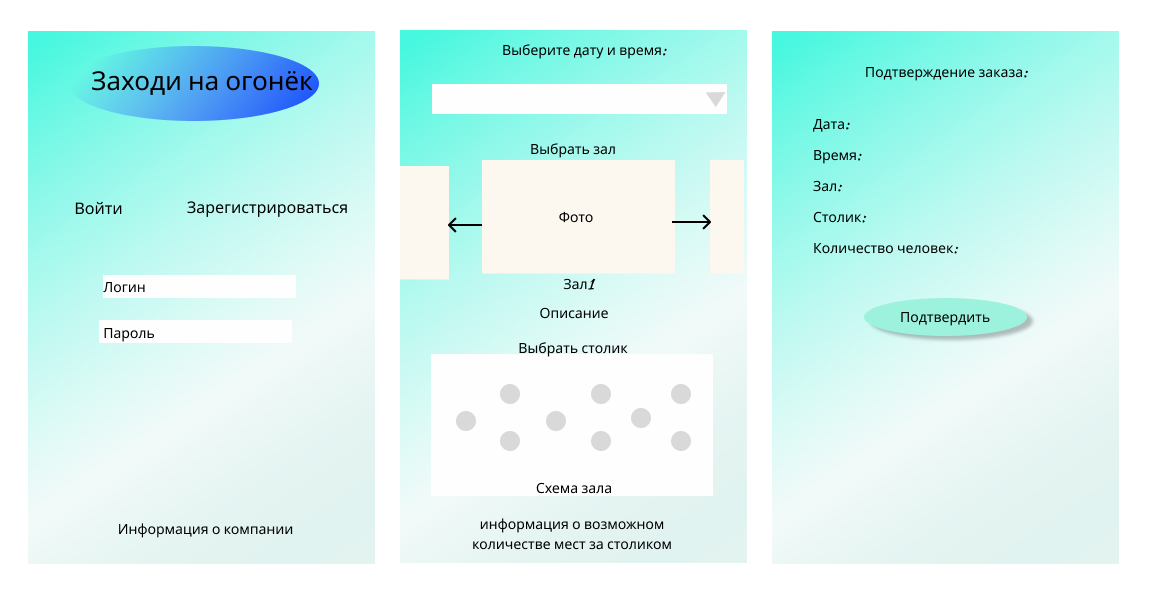 Заходи на огонёк
Войти
Зарегистрироваться
Логин
Пароль
Информация о компании
Выберите дату и время:
Выбрать зал
Фото
Зал1
Описание
Выбрать столик
Схема зала
информация о возможном
количестве мест за столиком
Подтверждение заказа:
Дата:
Время:
Зал:
Столик:
Количество человек:
Подтвердить